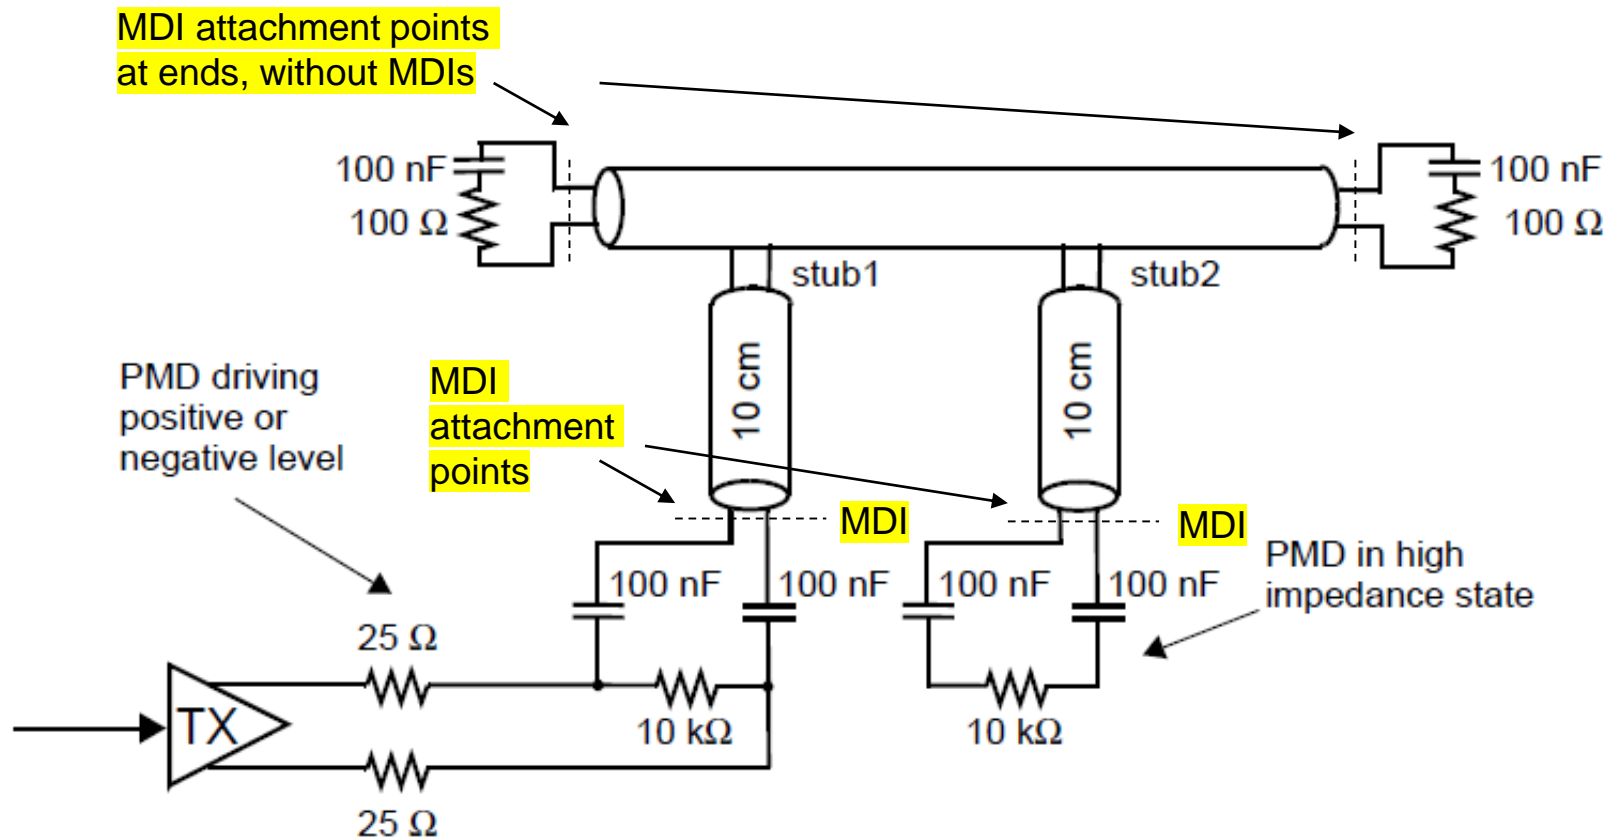 MDI attachment points
at ends, without MDIs
100 nF
100 Ω
100 nF
100 Ω
stub1
stub2
10 cm
10 cm
PMD driving
positive or
negative level
MDI
attachment
points
MDI
MDI
PMD in high
impedance state
100 nF
100 nF
100 nF
100 nF
25 Ω
TX
10 kΩ
10 kΩ
25 Ω